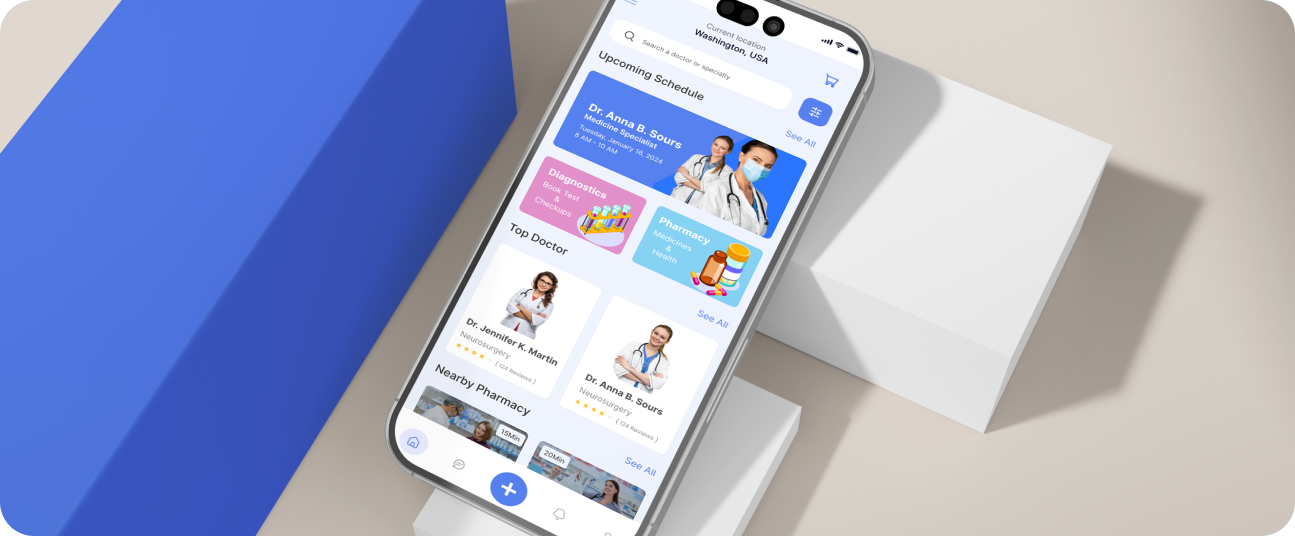 Current location
Washington, USA
Search a doctor or specialty
Upcoming Schedule
See All
Dr. Anna B. Sours
Medicine Specialist
Tuesday, January 16, 2024
8 AM - 10 AM
Diagnostics
Book Test
&
Checkups
Pharmacy
Medicines
&
Health
Top Doctor
See All
Dr. Jennifer K. Martin
Neurosurgery
( 124 Reviews )
Dr. Anna B. Sours
Neurosurgery
( 124 Reviews )
Nearby Pharmacy
See All
15Min
20Min